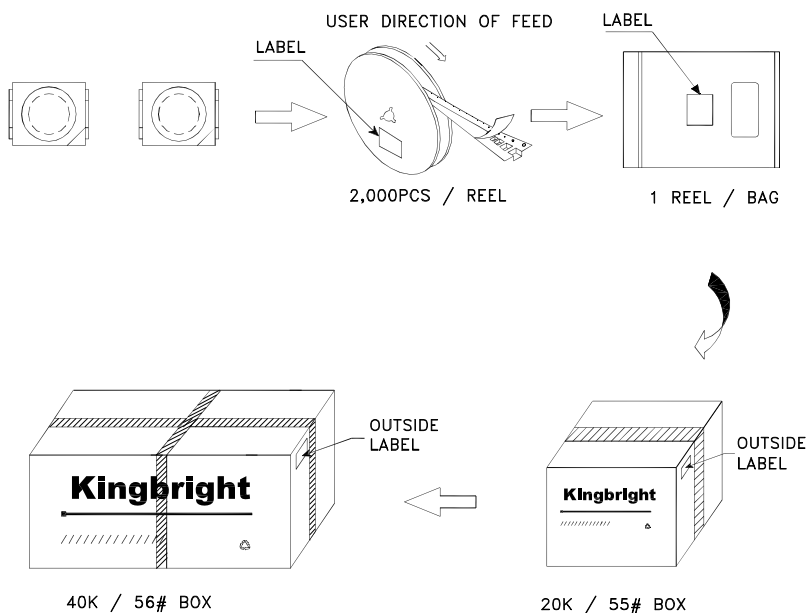 USER DIRECTION OF FEED
LABEL
LABEL
2,000PCS / REEL
1 REEL / BAG
OUTSIDE
LABEL
OUTSIDE
LABEL
Kingbright
Kingbright
40K / 56# BOX
20K / 55# BOX